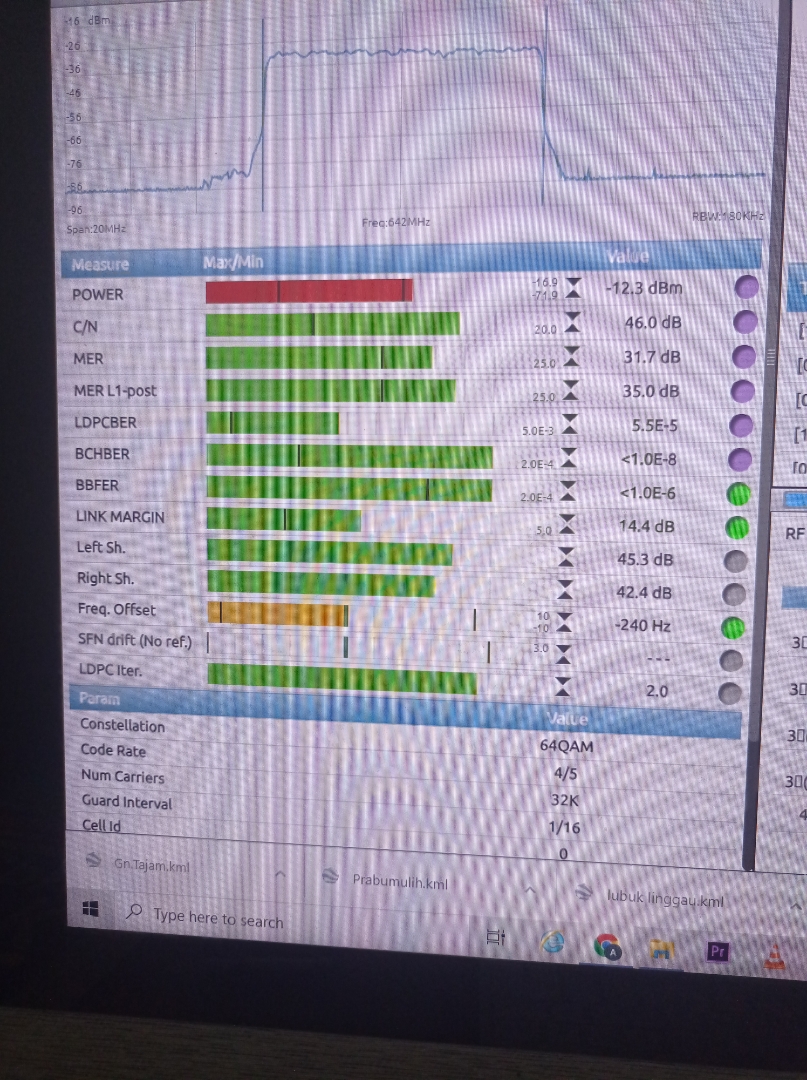 -16 dBm
-26
-36
-46
-56
-66
-76
-86
-96
Span:20MHz Freq:642MHz RBW:180KHz
Measure Max/Min Value
POWER -16.9 -71.9 -12.3 dBm
C/N 20.0 46.0 dB
MER 25.0 31.7 dB
MER L1-post 25.0 35.0 dB
LDPCBER 5.0E-3 5.5E-5
BCHBER 2.0E-4 <1.0E-8
BBFER 2.0E-4 <1.0E-6
LINK MARGIN 5.0 14.4 dB
Left Sh. 45.3 dB
Right Sh. 42.4 dB
Freq. Offset 10 -10 -240 Hz
SFN drift (No ref.) 3.0 ---
LDPC Iter. 2.0
Param Value
Constellation 64QAM
Code Rate 4/5
Num Carriers 32K
Guard Interval 1/16
Cell Id 0
RF
Gn.Tajam.kml Prabumulih.kml lubuk linggau.kml
Type here to search
Pr